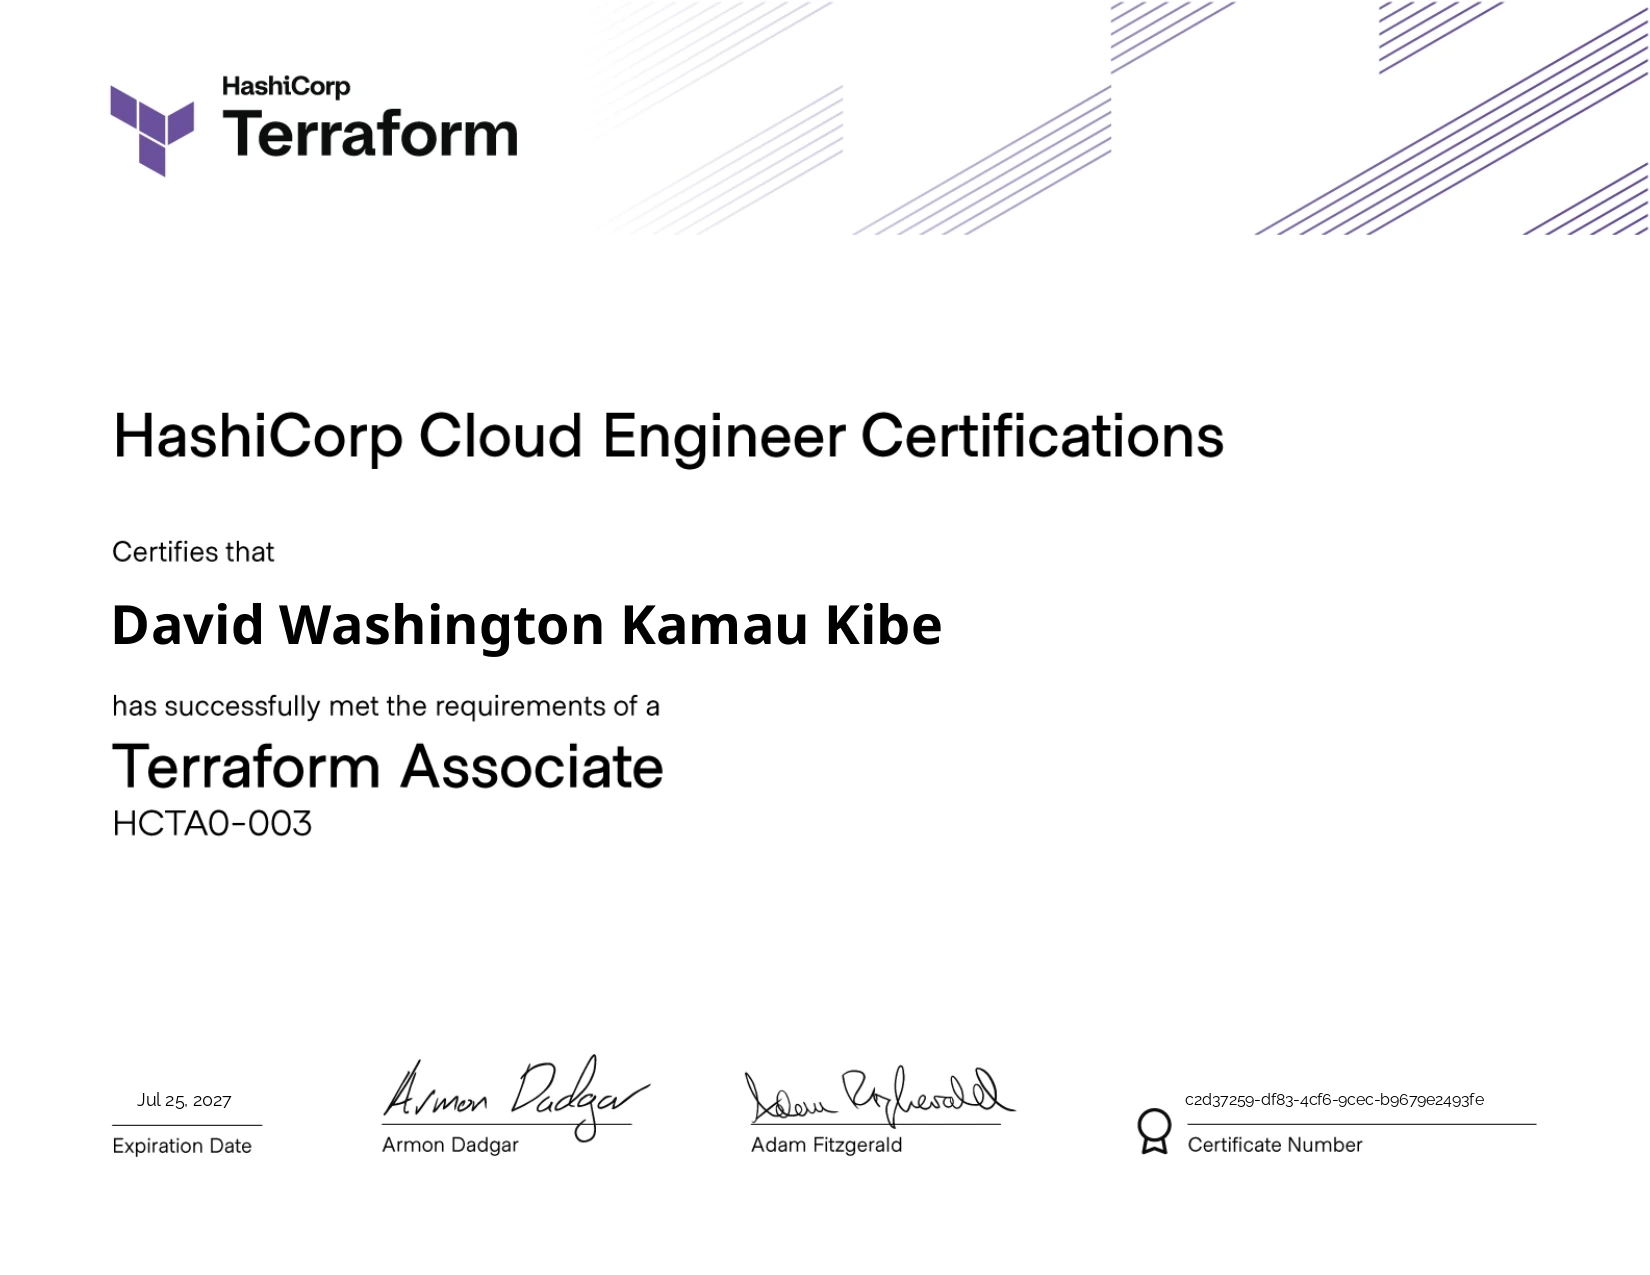 HashiCorp
Terraform
HashiCorp Cloud Engineer Certifications
Certifies that
David Washington Kamau Kibe
has successfully met the requirements of a
Terraform Associate
HCTA0-003
Jul 25, 2027
Expiration Date
Armon Dadgar
Armon Dadgar
Adam Fitzgerald
Adam Fitzgerald
c2d37259-df83-4cf6-9cec-b9679e2493fe
Certificate Number